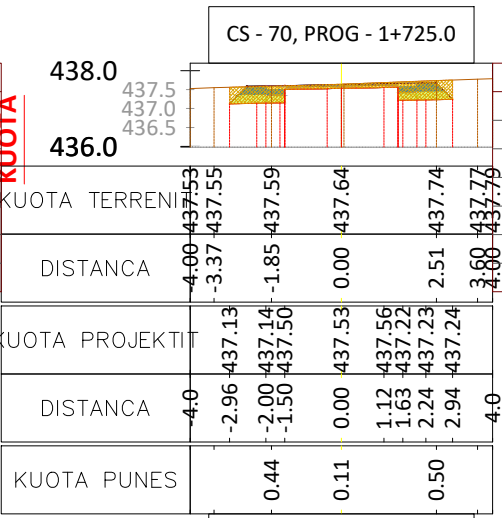 CS - 70, PROG - 1+725.0
KUOTA
438.0
437.5
437.0
436.5
436.0
KUOTA TERRENIT 437.53 437.55 437.59 437.64 437.74 437.77 437.79
DISTANCA -4.00 -3.37 -1.85 0.00 2.51 3.60 4.00
KUOTA PROJEKTIT 437.13 437.14 437.50 437.53 437.56 437.22 437.23 437.24
DISTANCA -4.0 -2.96 -2.00 -1.50 0.00 1.12 1.63 2.24 2.94 4.0
KUOTA PUNES 0.44 0.11 0.50